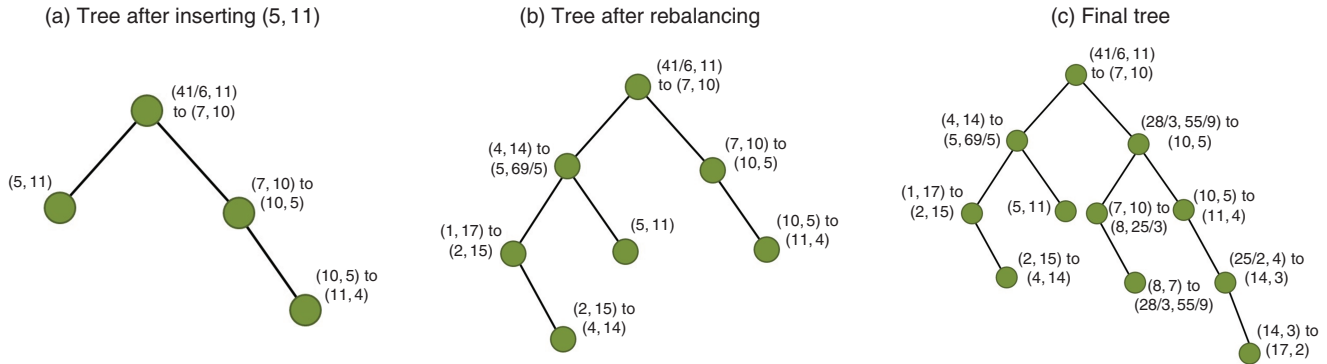 (a) Tree after inserting (5, 11)
(41/6, 11)
to (7, 10)
(5, 11)
(7, 10) to
(10, 5)
(10, 5) to
(11, 4)
(b) Tree after rebalancing
(41/6, 11)
to (7, 10)
(4, 14) to
(5, 69/5)
(7, 10) to
(10, 5)
(1, 17) to
(2, 15)
(5, 11)
(10, 5) to
(11, 4)
(2, 15) to
(4, 14)
(c) Final tree
(41/6, 11)
to (7, 10)
(4, 14) to
(5, 69/5)
(28/3, 55/9) to
(10, 5)
(1, 17) to
(2, 15)
(5, 11)
(7, 10) to
(8, 25/3)
(10, 5) to
(11, 4)
(2, 15) to
(4, 14)
(8, 7) to
(28/3, 55/9)
(25/2, 4) to
(14, 3)
(14, 3) to
(17, 2)